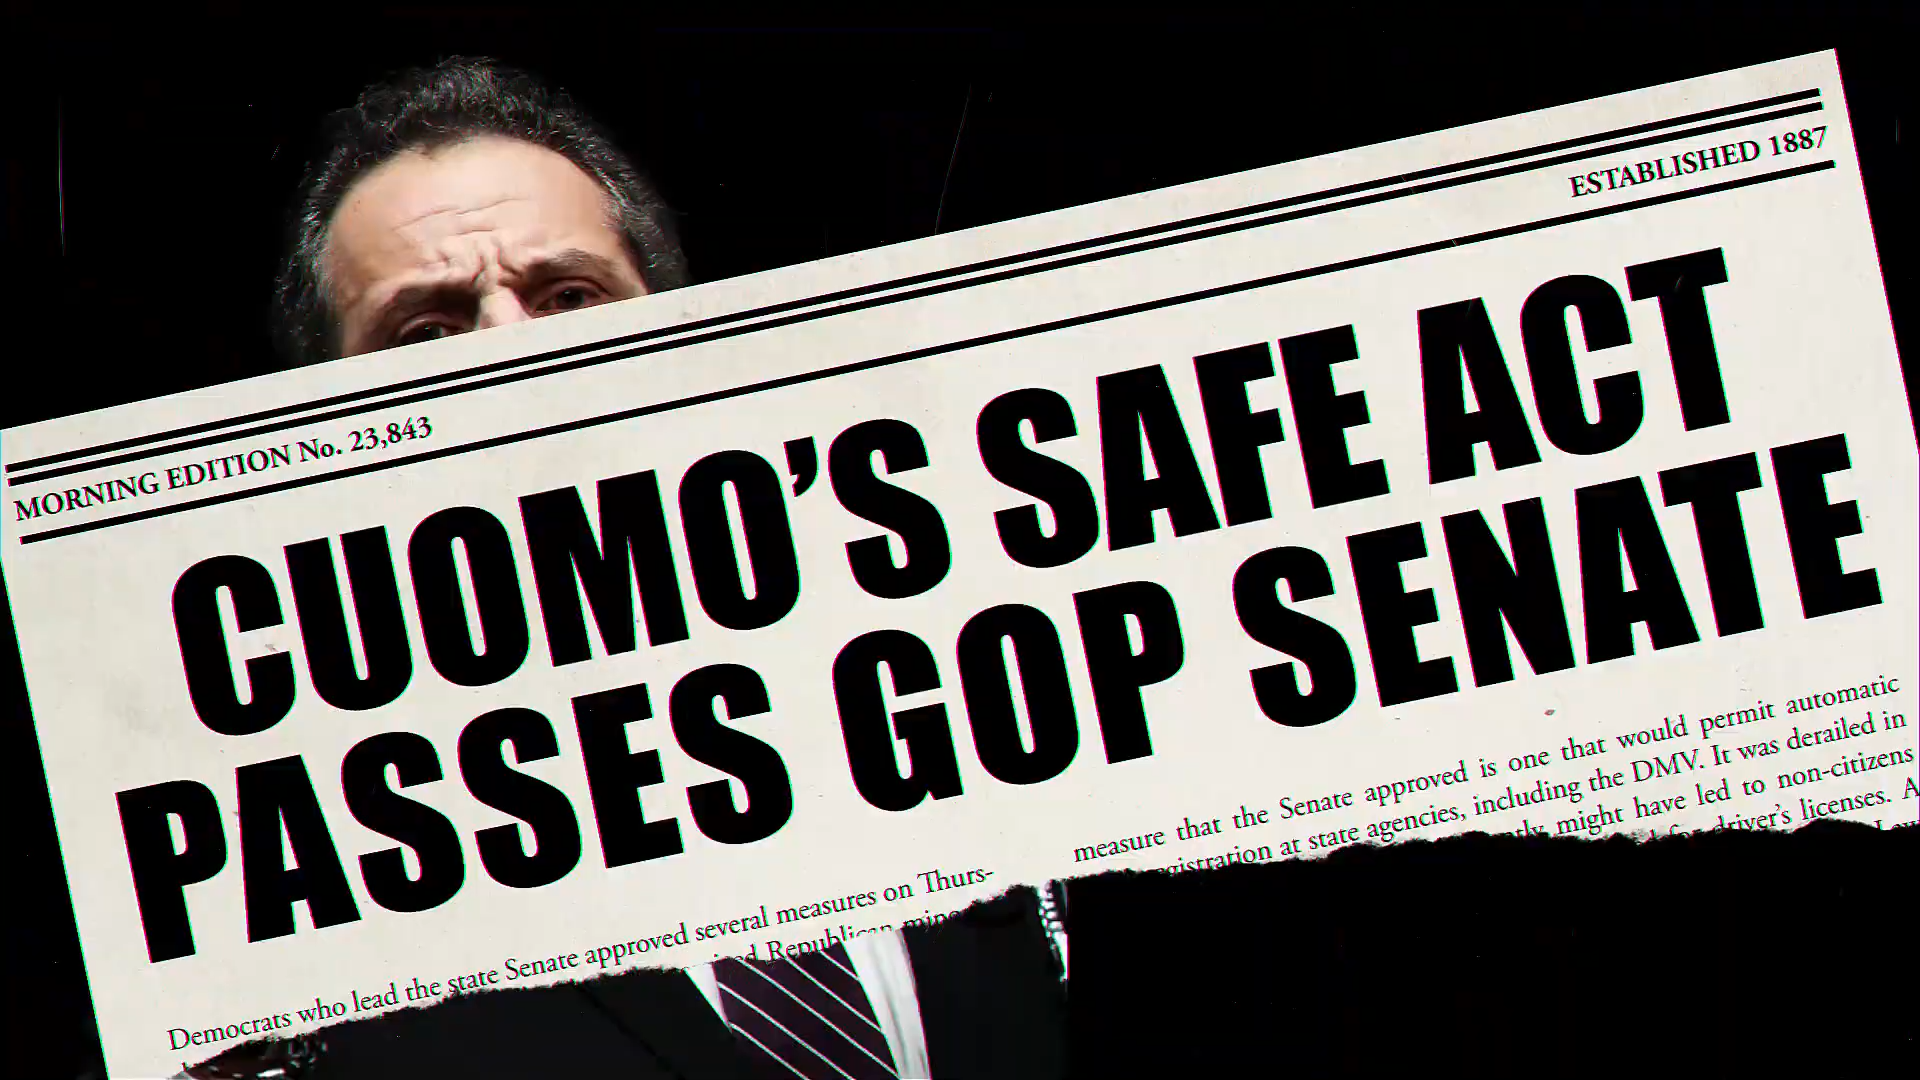 MORNING EDITION No. 23,843
ESTABLISHED 1887
CUOMO’S SAFE ACT
PASSES GOP SENATE
Democrats who lead the state Senate approved several measures on Thurs-
Republican
measure that the Senate approved is one that would permit automatic
registration at state agencies, including the DMV. It was derailed in
might have led to non-citizens
for driver’s licenses. A